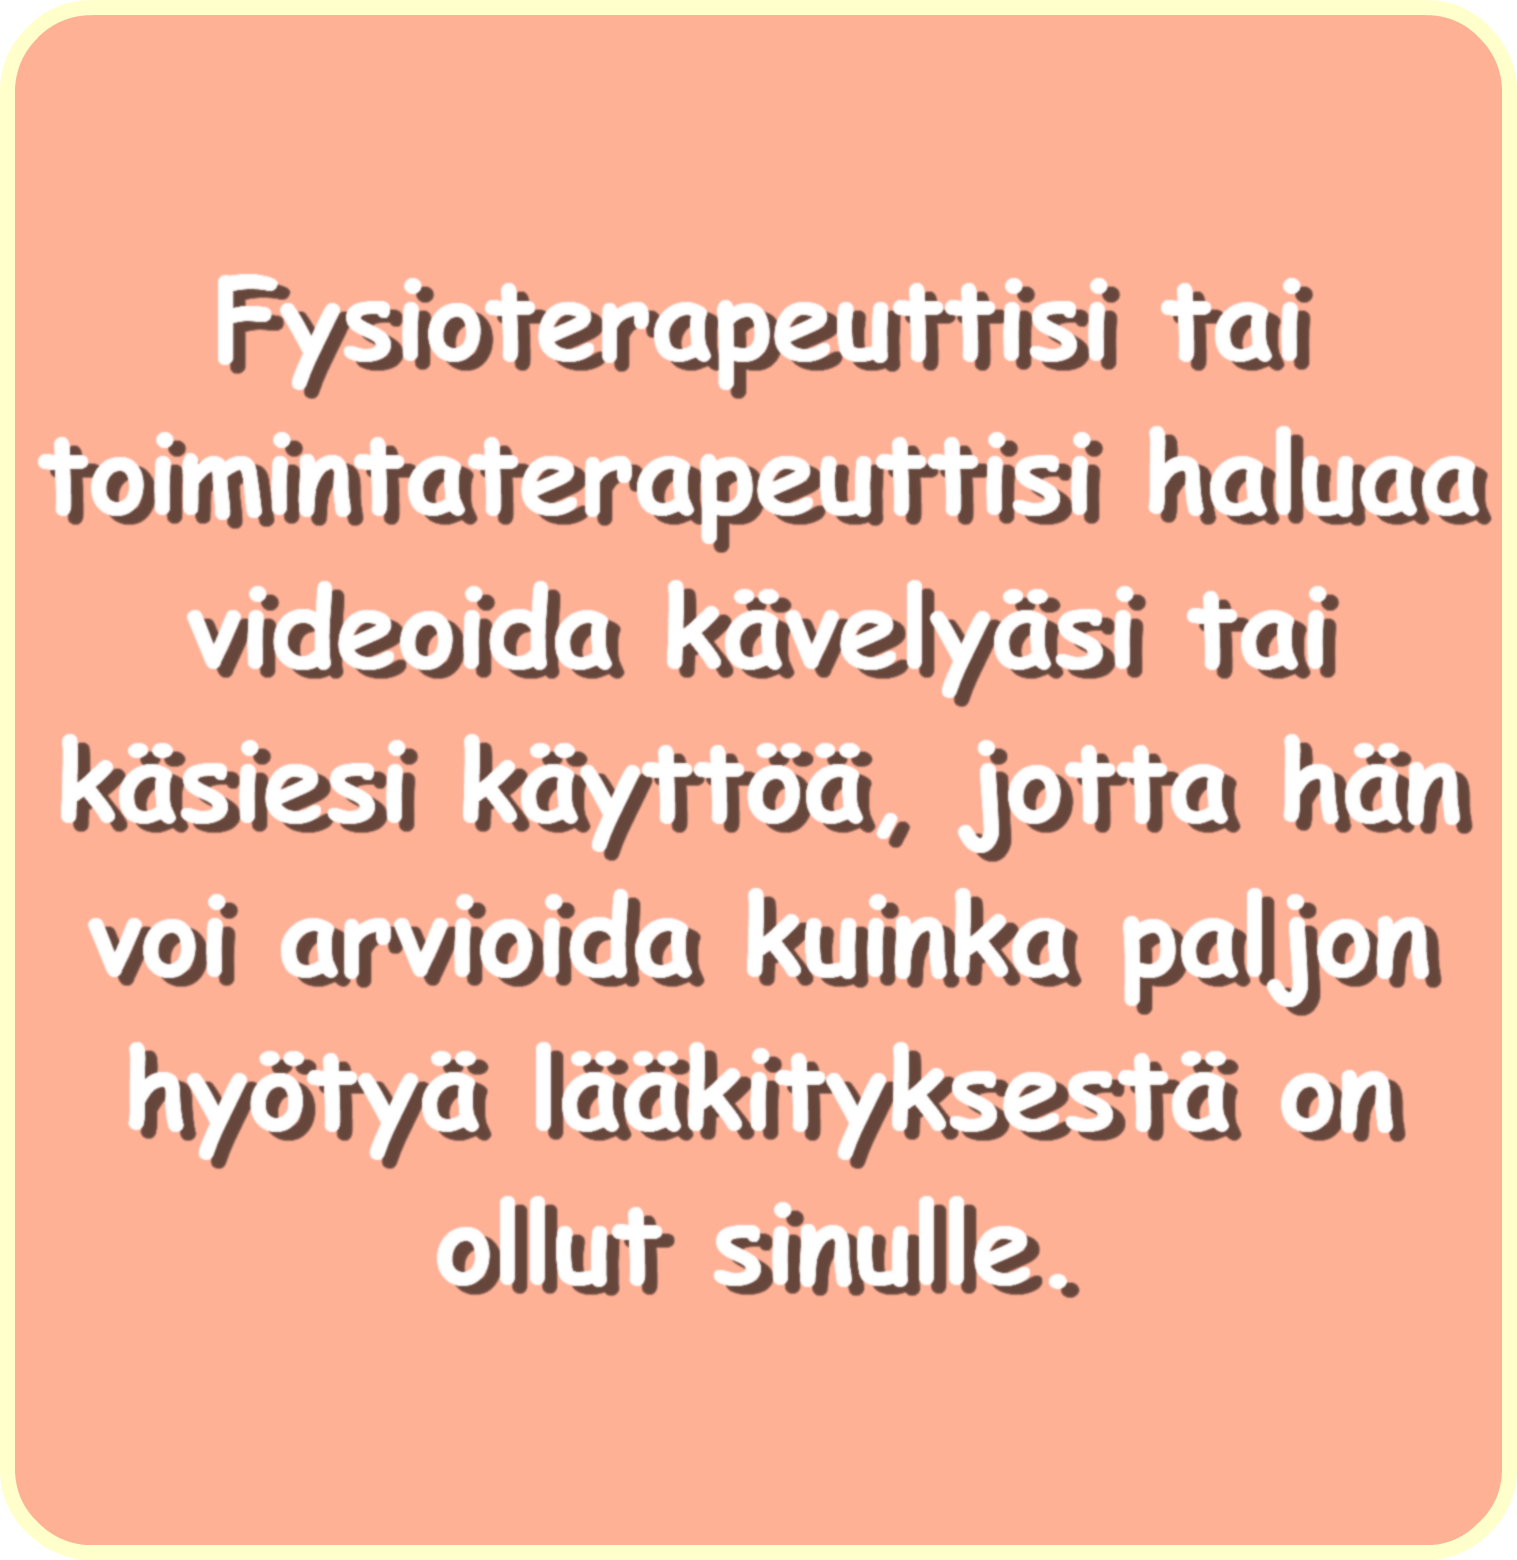 Fysioterapeuttisi tai
toimintaterapeuttisi haluaa
videoida kävelyäsi tai
käsiesi käyttöä, jotta hän
voi arvioida kuinka paljon
hyötyä lääkityksestä on
ollut sinulle.